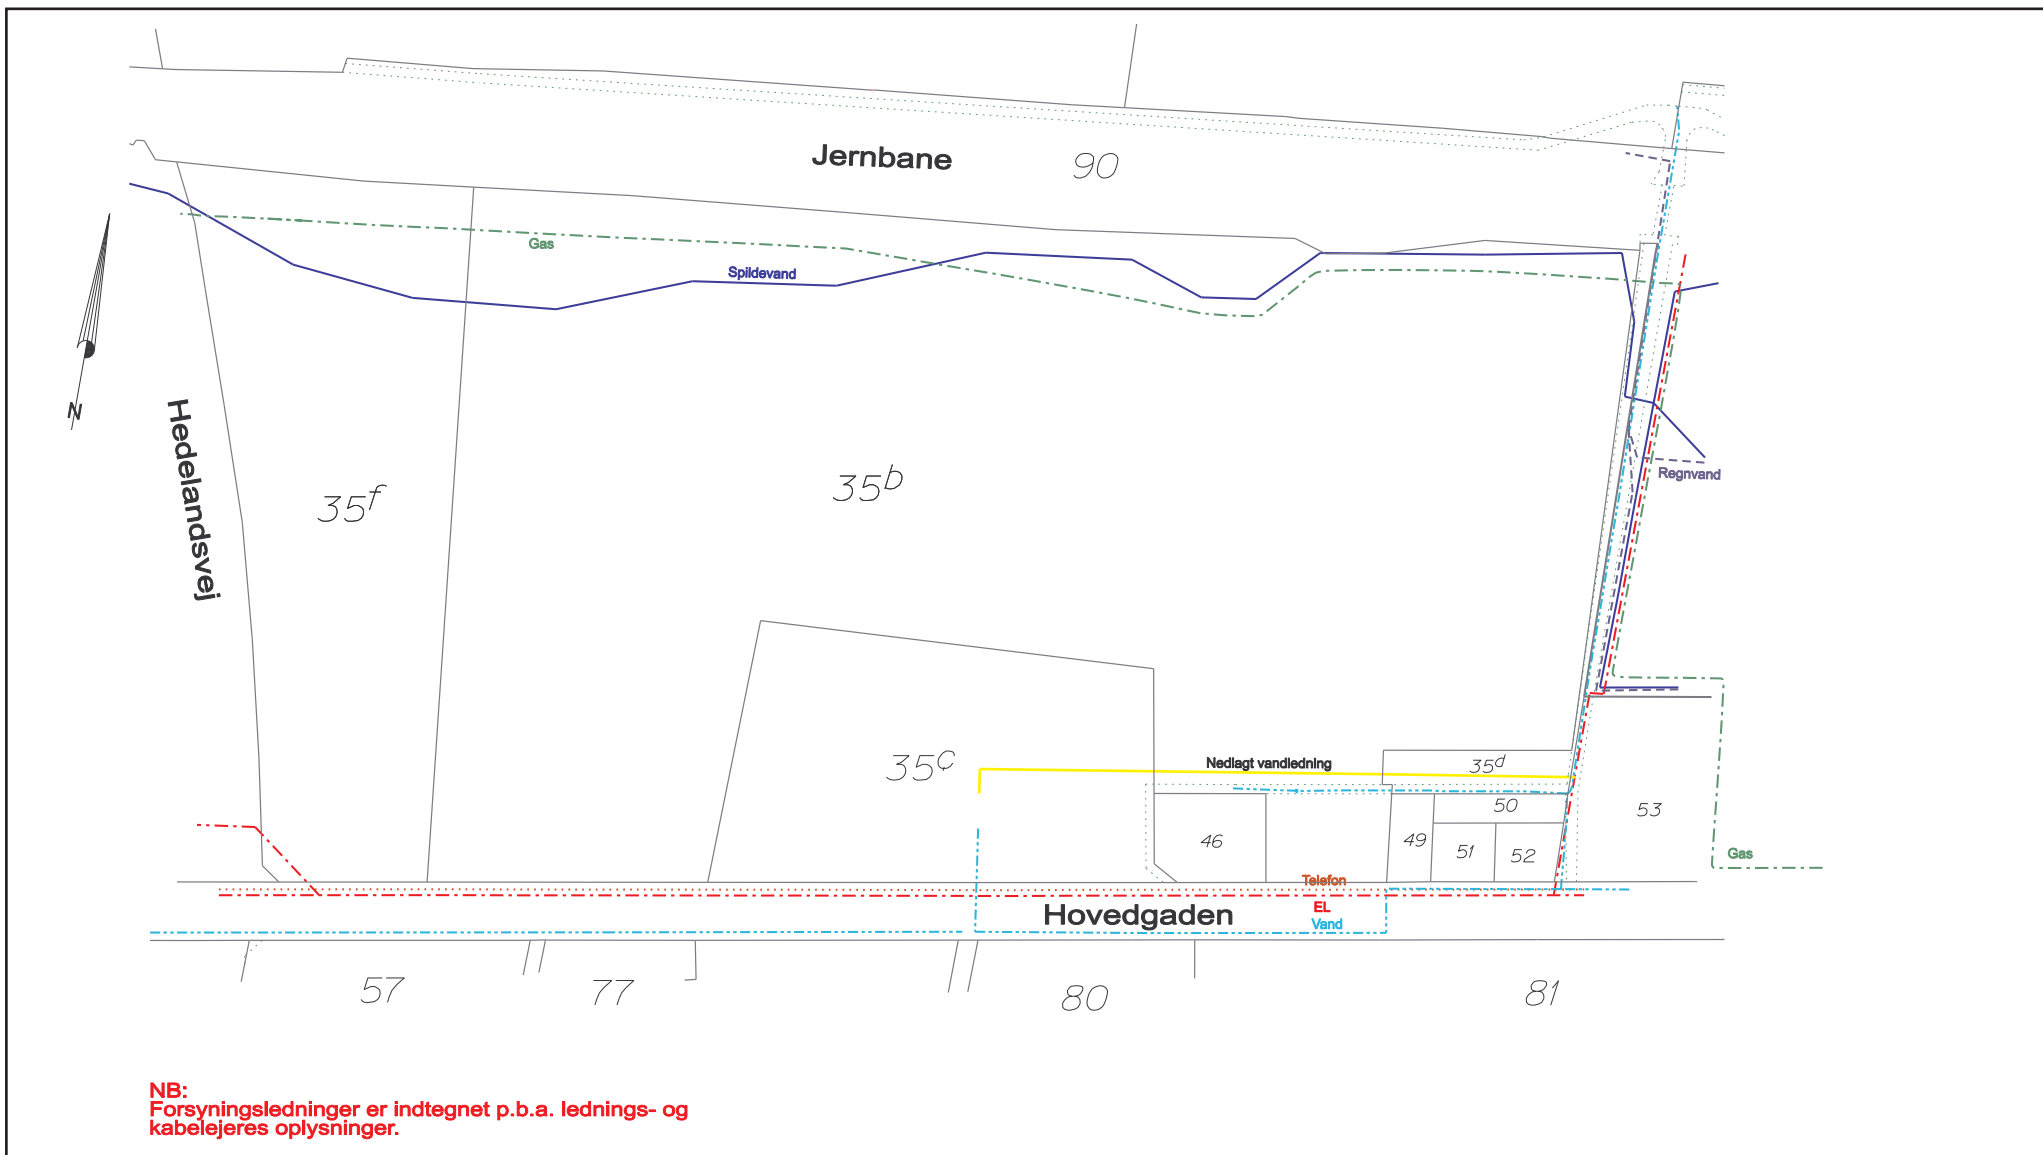 Jernbane
90
Gas
Spildevand
N
Hedelandsvej
35f
35b
Regnvand
35c
Nedlagt vandledning
35d
50
53
46
49
51
52
Gas
Telefon
EL
Hovedgaden
Vand
57
77
80
81
NB:
Forsyningsledninger er indtegnet p.b.a. lednings- og
kabelejeres oplysninger.